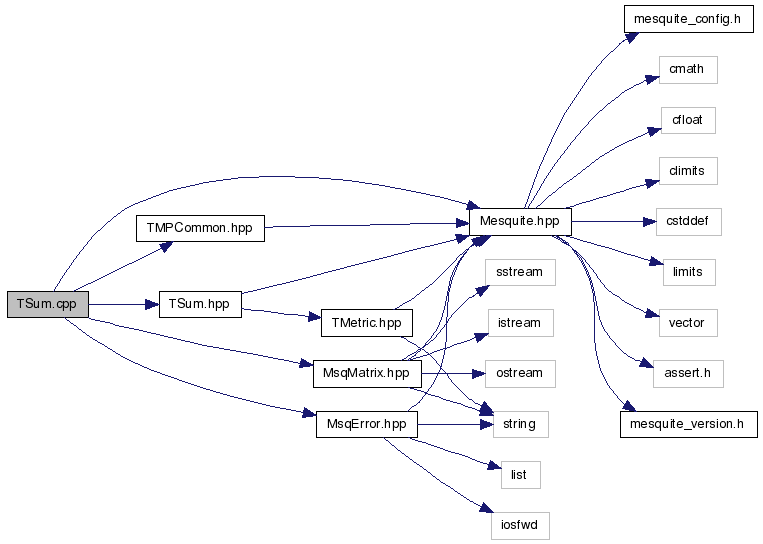 mesquite_config.h
cmath
cfloat
climits
Mesquite.hpp
cstddef
TMPCommon.hpp
sstream
limits
TSum.cpp
TSum.hpp
TMetric.hpp
istream
vector
MsqMatrix.hpp
ostream
assert.h
MsqError.hpp
string
mesquite_version.h
list
iosfwd